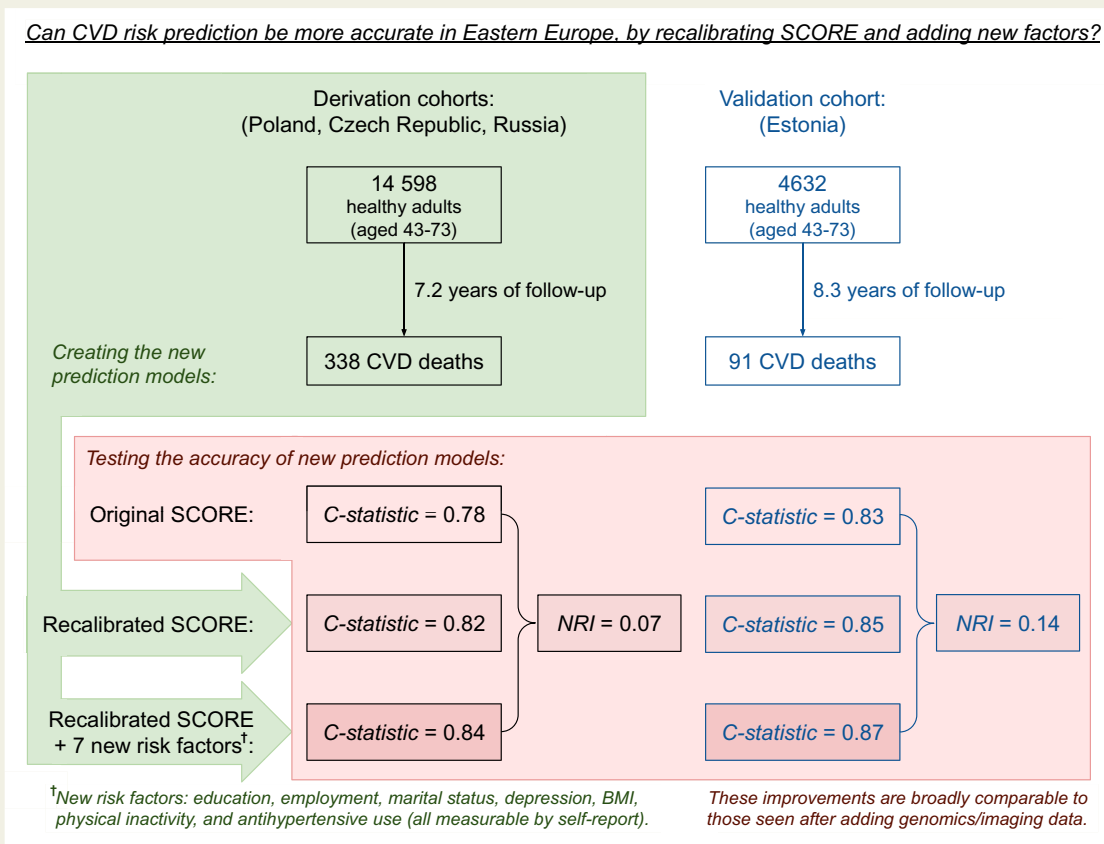 Can CVD risk prediction be more accurate in Eastern Europe, by recalibrating SCORE and adding new factors?
Derivation cohorts:
(Poland, Czech Republic, Russia)
14 598
healthy adults
(aged 43-73)
7.2 years of follow-up
338 CVD deaths
Creating the new
prediction models:
Validation cohort:
(Estonia)
4632
healthy adults
(aged 43-73)
8.3 years of follow-up
91 CVD deaths
Testing the accuracy of new prediction models:
Original SCORE:
C-statistic = 0.78
C-statistic = 0.83
Recalibrated SCORE:
C-statistic = 0.82
NRI = 0.07
C-statistic = 0.85
NRI = 0.14
Recalibrated SCORE
+ 7 new risk factors†:
C-statistic = 0.84
C-statistic = 0.87
†New risk factors: education, employment, marital status, depression, BMI,
physical inactivity, and antihypertensive use (all measurable by self-report).
These improvements are broadly comparable to
those seen after adding genomics/imaging data.